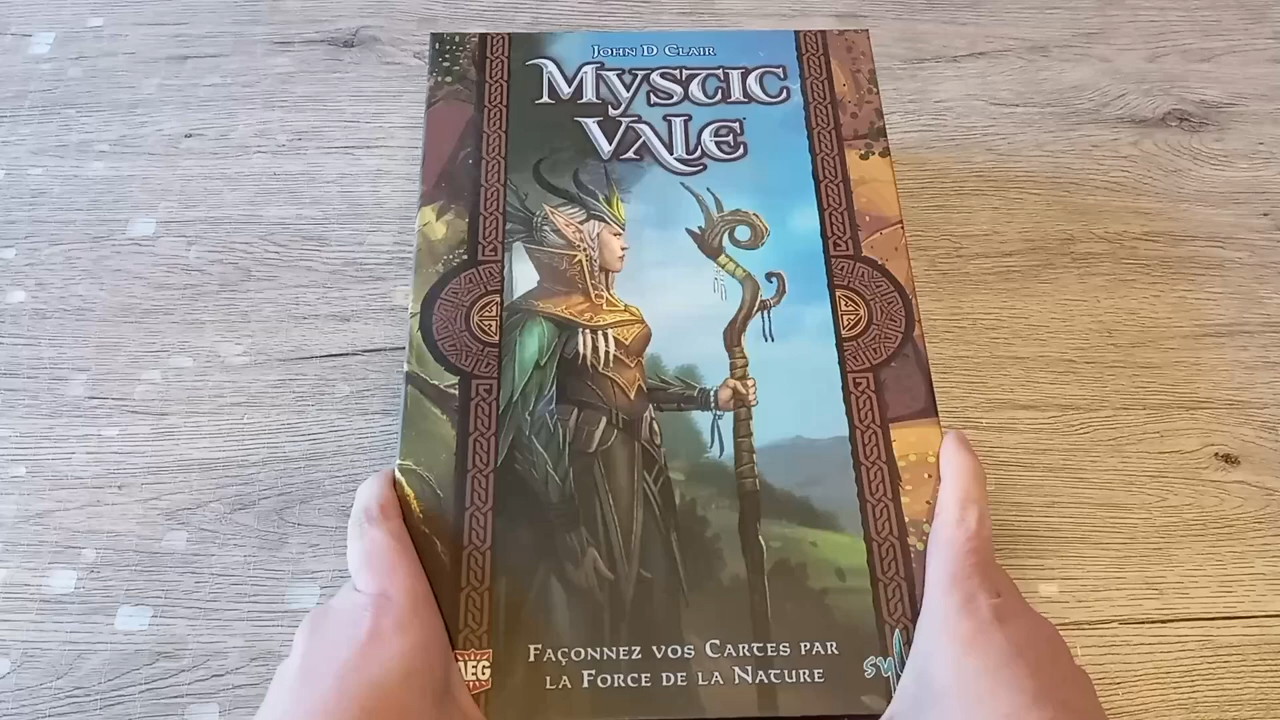 John D Clair
Mystic
Vale
Façonnez vos Cartes par
la Force de la Nature
AEG